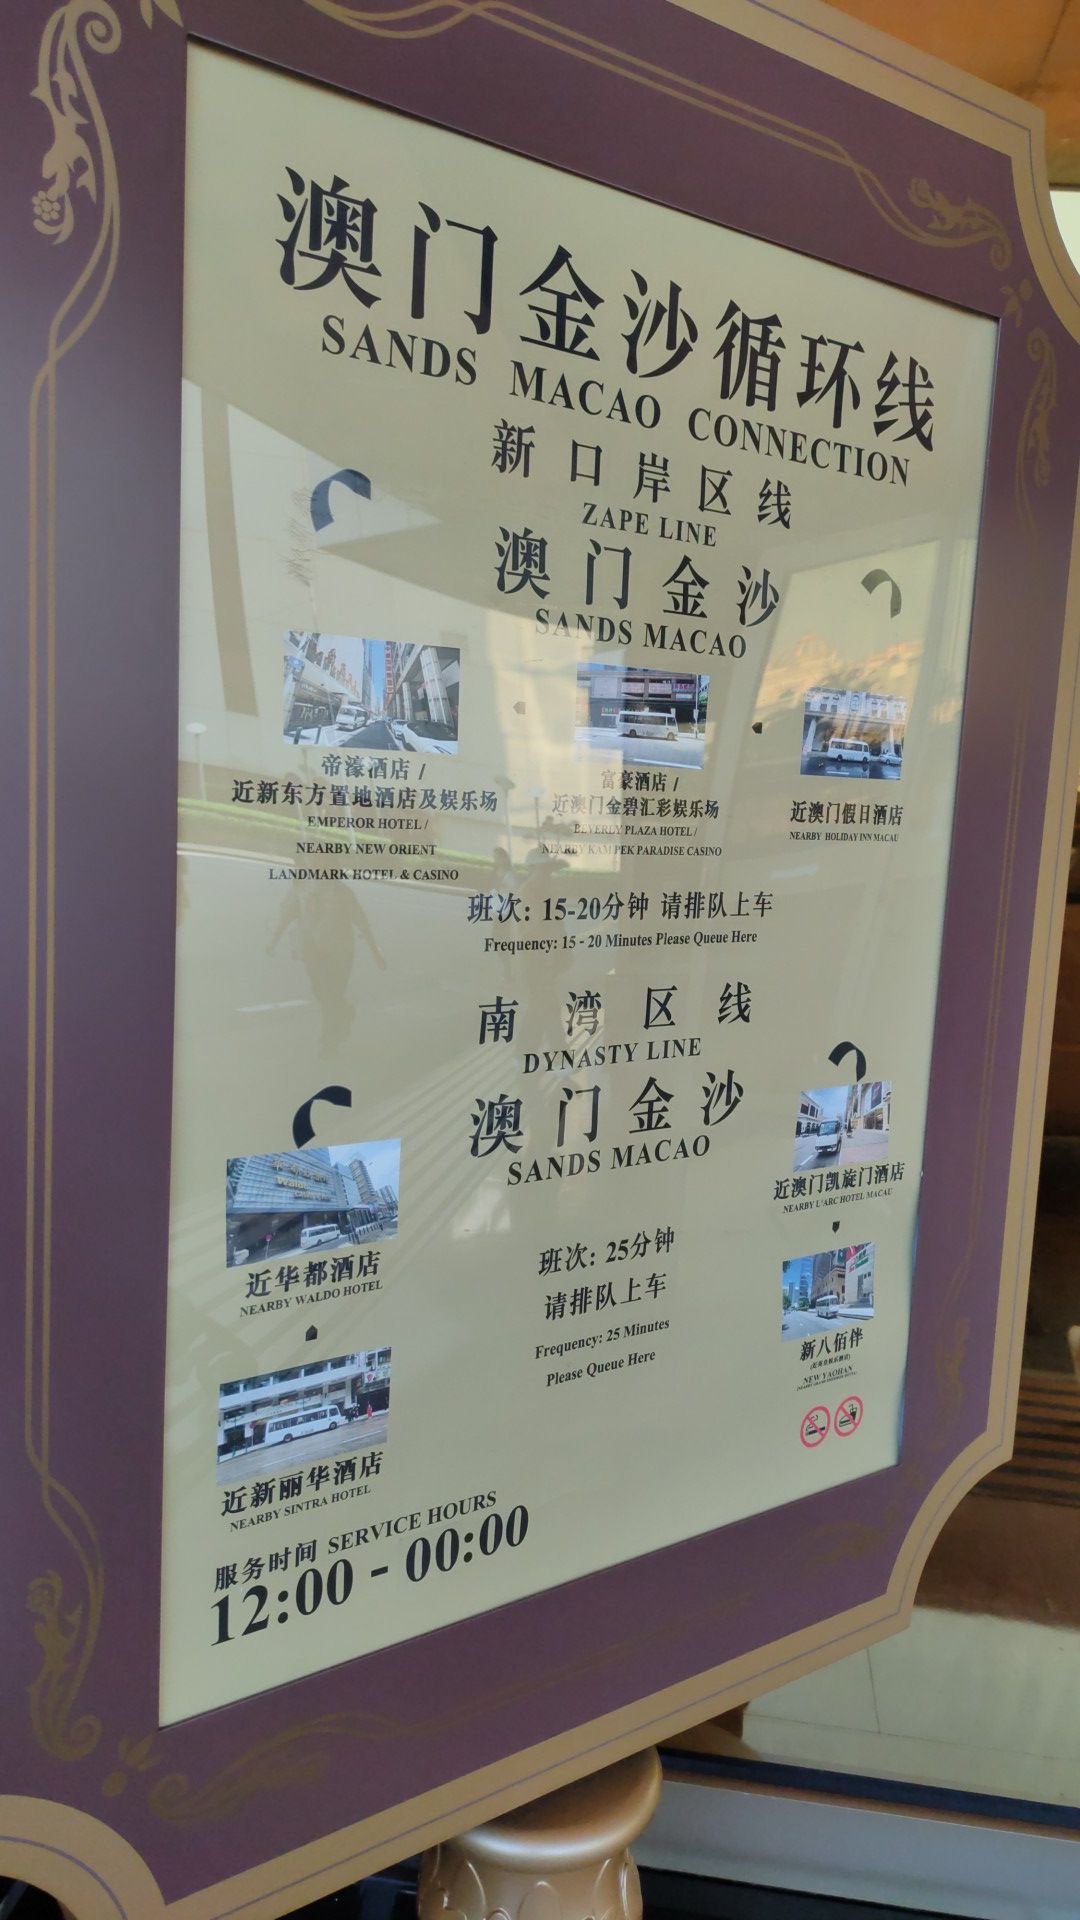 澳门金沙循环线
SANDS MACAO CONNECTION
新口岸区线
ZAPE LINE
澳门金沙
SANDS MACAO
帝濠酒店 /
近新东方置地酒店及娱乐场
EMPEROR HOTEL /
NEARBY NEW ORIENT
LANDMARK HOTEL & CASINO
富豪酒店 /
近澳门金碧汇彩娱乐场
BEVERLY PLAZA HOTEL /
NEARBY KAM PEK PARADISE CASINO
近澳门假日酒店
NEARBY HOLIDAY INN MACAU
班次: 15-20分钟 请排队上车
Frequency: 15 - 20 Minutes Please Queue Here
南湾区线
DYNASTY LINE
澳门金沙
SANDS MACAO
Waldo
近华都酒店
NEARBY WALDO HOTEL
近新丽华酒店
NEARBY SINTRA HOTEL
班次: 25分钟
请排队上车
Frequency: 25 Minutes
Please Queue Here
近澳门凯旋门酒店
NEARBY L'ARC HOTEL MACAU
新八佰伴
NEW YAOHAN
服务时间 SERVICE HOURS
12:00 - 00:00